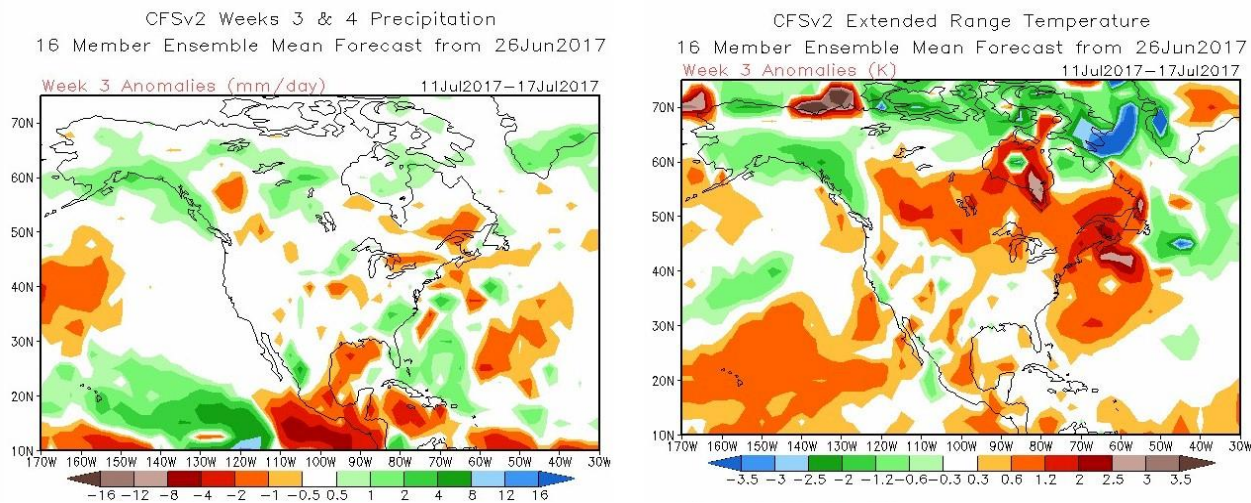 CFSv2 Weeks 3 & 4 Precipitation
16 Member Ensemble Mean Forecast from 26Jun2017
Week 3 Anomalies (mm/day) 11Jul2017-17Jul2017
70N
65N
60N
55N
50N
45N
40N
35N
30N
25N
20N
15N
10N
170W 160W 150W 140W 130W 120W 110W 100W 90W 80W 70W 60W 50W 40W 30W
-16 -12 -8 -4 -2 -1 -0.5 0.5 1 2 4 8 12 16
CFSv2 Extended Range Temperature
16 Member Ensemble Mean Forecast from 26Jun2017
Week 3 Anomalies (K) 11Jul2017-17Jul2017
70N
60N
50N
40N
30N
20N
10N
170W 160W 150W 140W 130W 120W 110W 100W 90W 80W 70W 60W 50W 40W 30W
-3.5 -3 -2.5 -2 -1.2 -0.6 -0.3 0.3 0.6 1.2 2 2.5 3 3.5